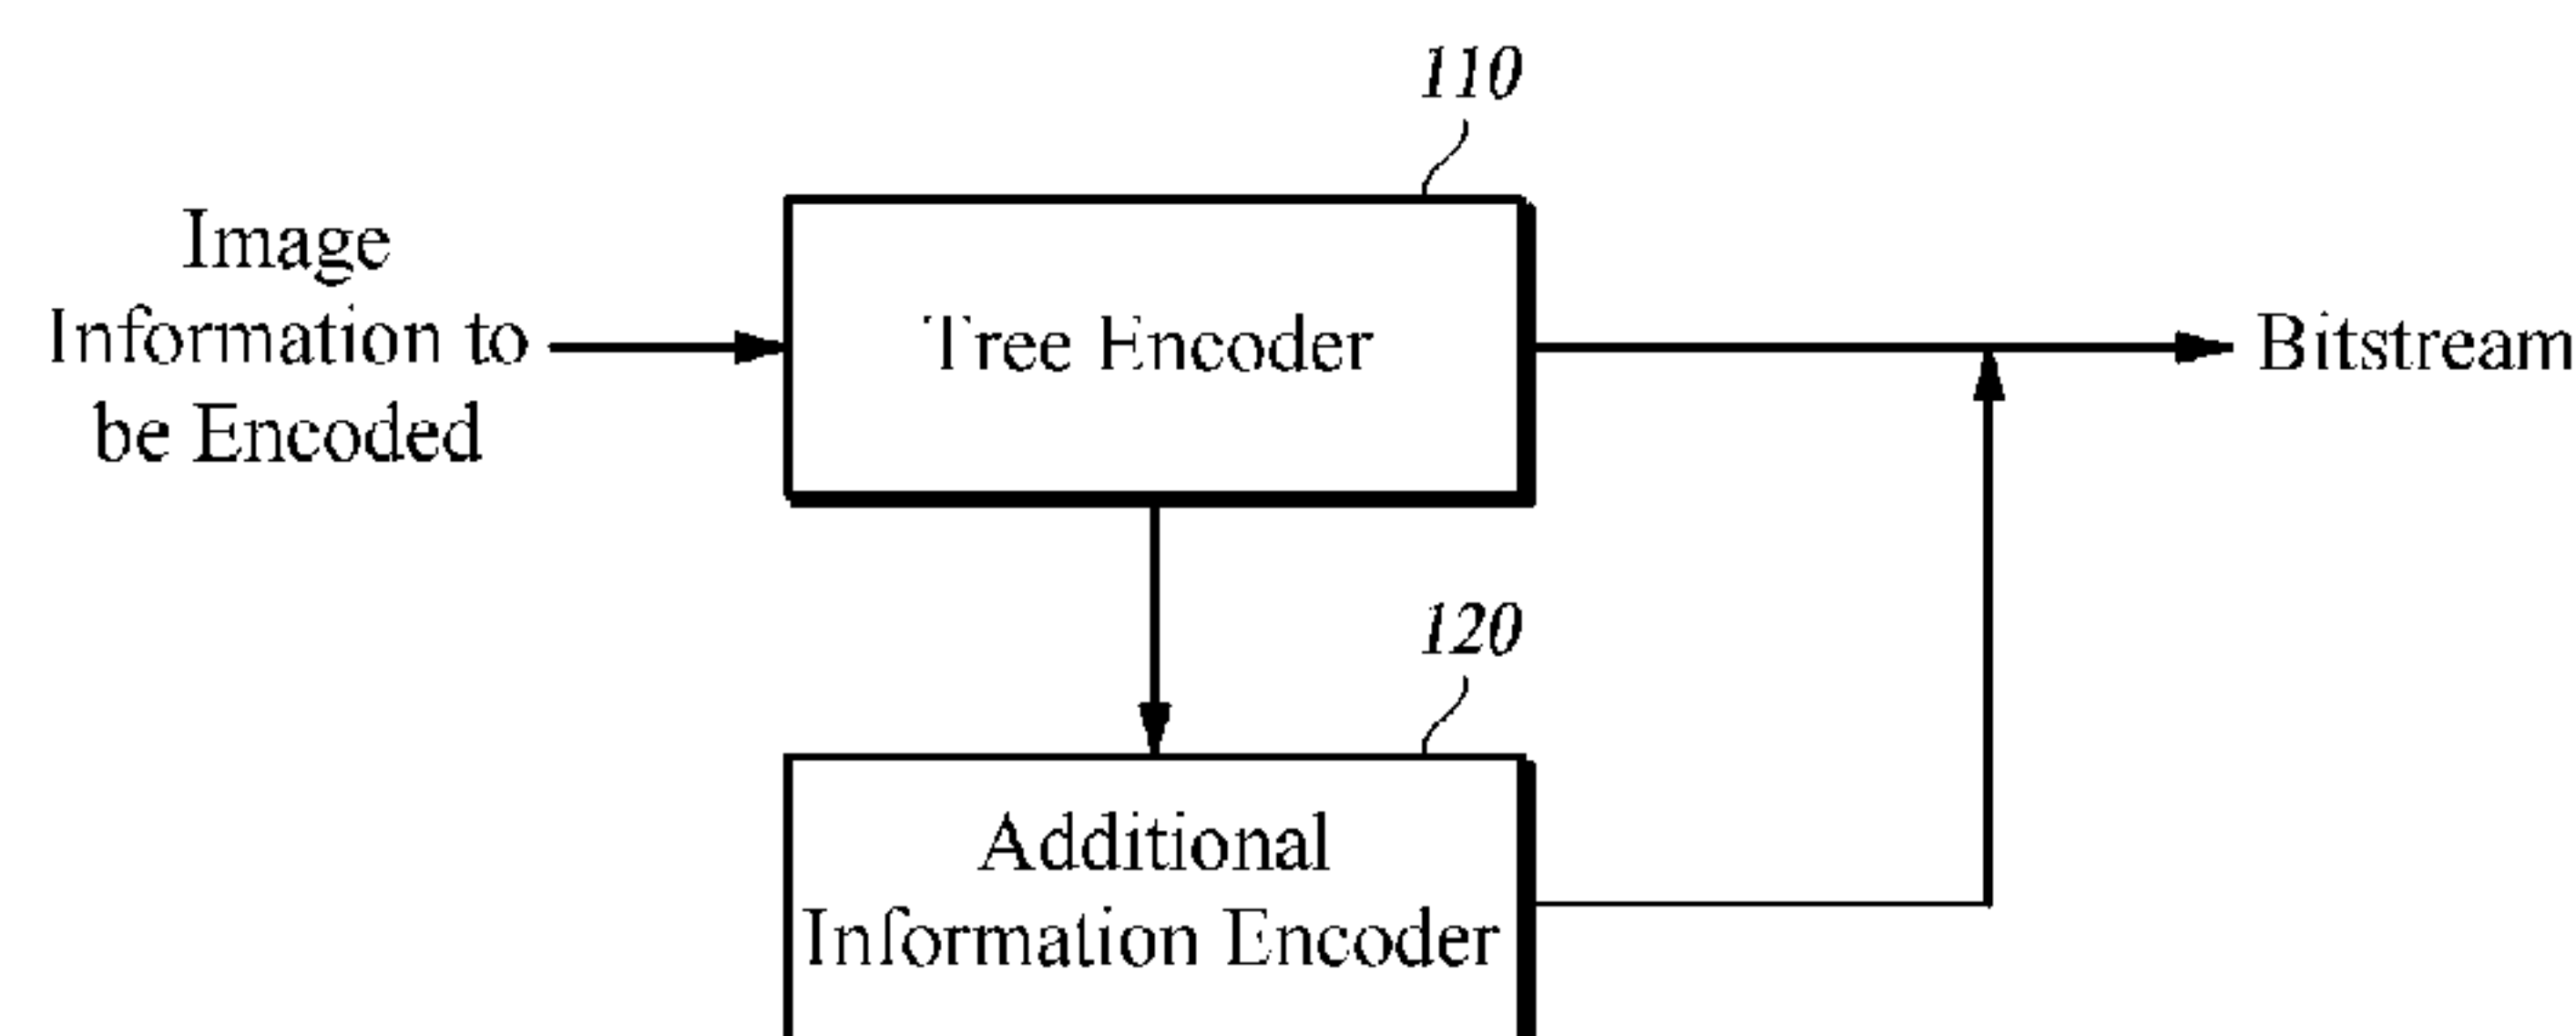 110
Image
Information to
be Encoded
Tree Encoder
Bitstream
120
Additional
Information Encoder